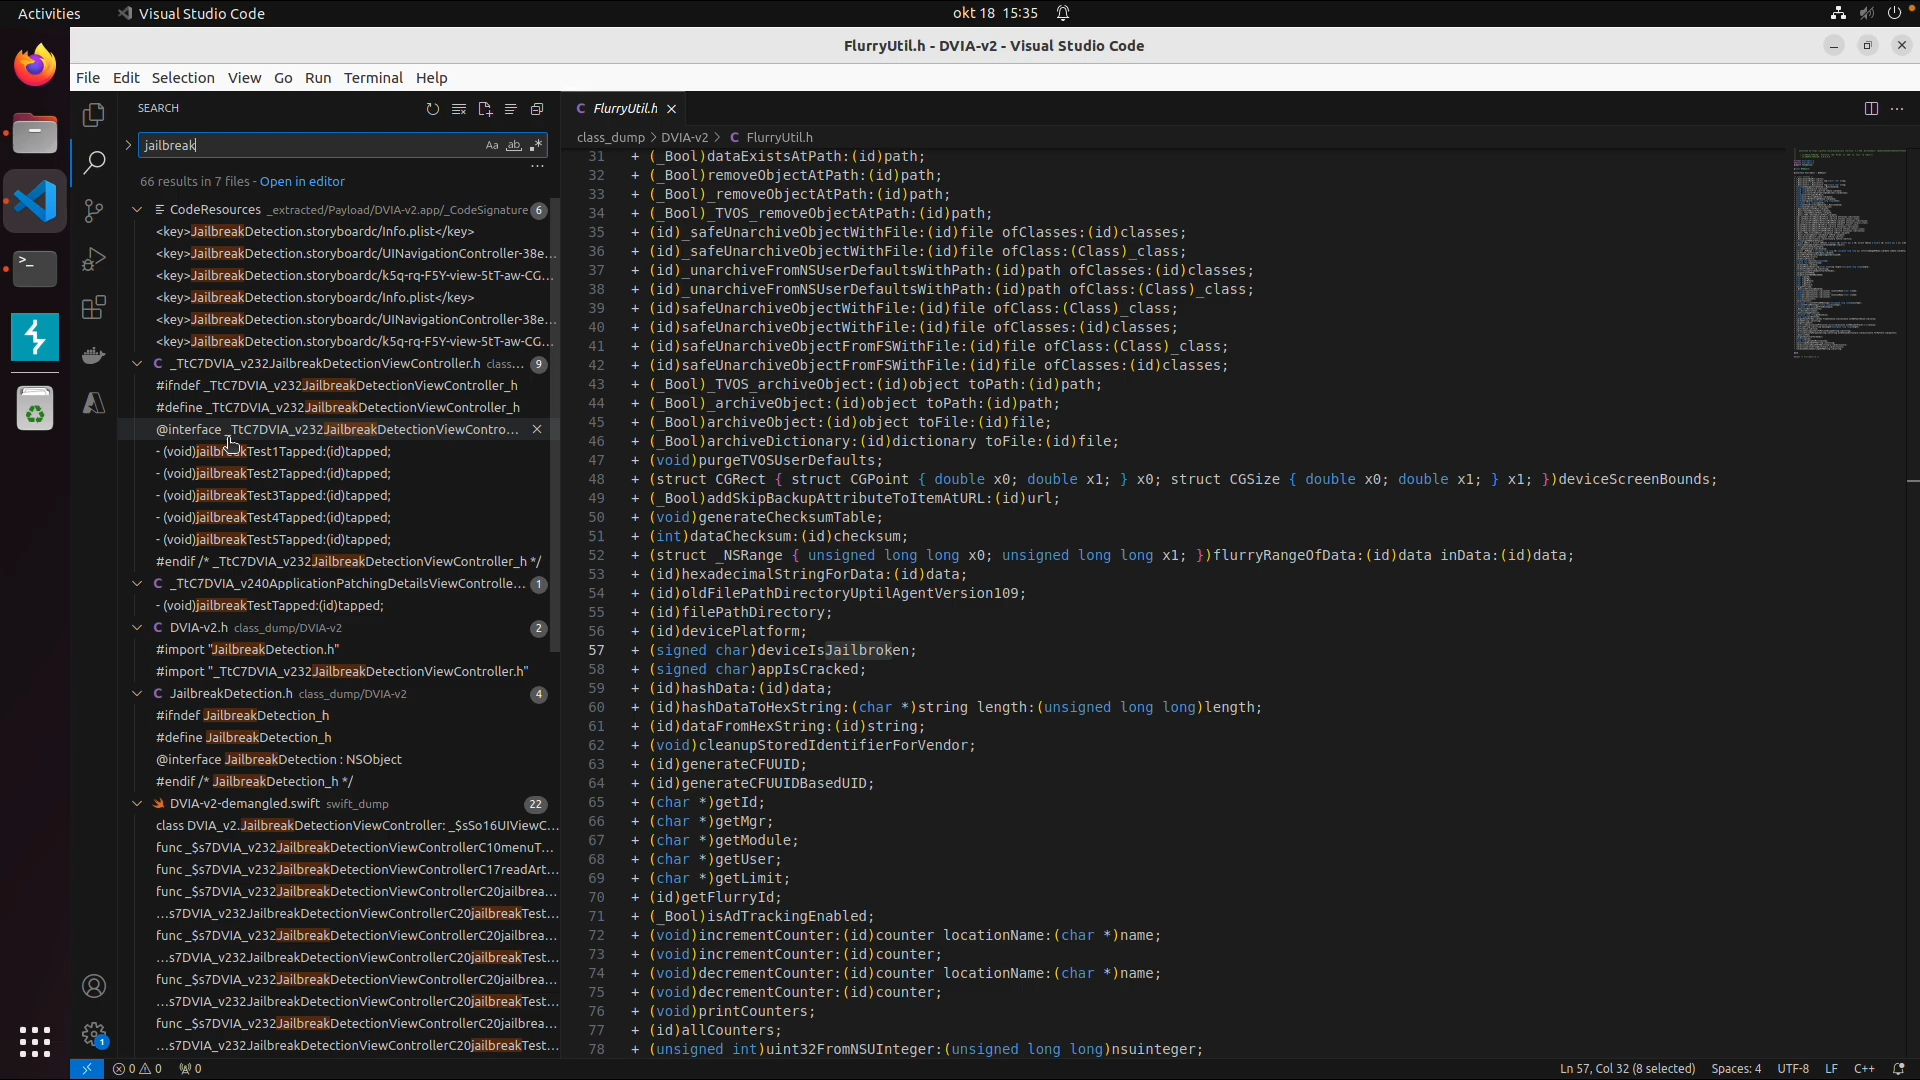 Activities
Visual Studio Code
okt 18 15:35
FlurryUtil.h - DVIA-v2 - Visual Studio Code
File Edit Selection View Go Run Terminal Help
SEARCH
jailbreak
Aa ab .*
66 results in 7 files - Open in editor
CodeResources _extracted/Payload/DVIA-v2.app/_CodeSignature 6
<key>JailbreakDetection.storyboardc/Info.plist</key>
<key>JailbreakDetection.storyboardc/UINavigationController-38e...
<key>JailbreakDetection.storyboardc/k5q-rq-F5Y-view-5tT-aw-CG...
<key>JailbreakDetection.storyboardc/Info.plist</key>
<key>JailbreakDetection.storyboardc/UINavigationController-38e...
<key>JailbreakDetection.storyboardc/k5q-rq-F5Y-view-5tT-aw-CG...
C _TtC7DVIA_v232JailbreakDetectionViewController.h class... 9
#ifndef _TtC7DVIA_v232JailbreakDetectionViewController_h
#define _TtC7DVIA_v232JailbreakDetectionViewController_h
@interface _TtC7DVIA_v232JailbreakDetectionViewContro...
- (void)jailbreakTest1Tapped:(id)tapped;
- (void)jailbreakTest2Tapped:(id)tapped;
- (void)jailbreakTest3Tapped:(id)tapped;
- (void)jailbreakTest4Tapped:(id)tapped;
- (void)jailbreakTest5Tapped:(id)tapped;
#endif /* _TtC7DVIA_v232JailbreakDetectionViewController_h */
C _TtC7DVIA_v240ApplicationPatchingDetailsViewControlle... 1
- (void)jailbreakTestTapped:(id)tapped;
C DVIA-v2.h class_dump/DVIA-v2 2
#import "JailbreakDetection.h"
#import "_TtC7DVIA_v232JailbreakDetectionViewController.h"
C JailbreakDetection.h class_dump/DVIA-v2 4
#ifndef JailbreakDetection_h
#define JailbreakDetection_h
@interface JailbreakDetection : NSObject
#endif /* JailbreakDetection_h */
DVIA-v2-demangled.swift swift_dump 22
class DVIA_v2.JailbreakDetectionViewController: _$sSo16UIViewC...
func _$s7DVIA_v232JailbreakDetectionViewControllerC10menuT...
func _$s7DVIA_v232JailbreakDetectionViewControllerC17readArt...
func _$s7DVIA_v232JailbreakDetectionViewControllerC20jailbrea...
...s7DVIA_v232JailbreakDetectionViewControllerC20jailbreakTest...
func _$s7DVIA_v232JailbreakDetectionViewControllerC20jailbrea...
...s7DVIA_v232JailbreakDetectionViewControllerC20jailbreakTest...
func _$s7DVIA_v232JailbreakDetectionViewControllerC20jailbrea...
...s7DVIA_v232JailbreakDetectionViewControllerC20jailbreakTest...
func _$s7DVIA_v232JailbreakDetectionViewControllerC20jailbrea...
...s7DVIA_v232JailbreakDetectionViewControllerC20jailbreakTest...
1
C FlurryUtil.h
class_dump > DVIA-v2 > C FlurryUtil.h
31 + (_Bool)dataExistsAtPath:(id)path;
32 + (_Bool)removeObjectAtPath:(id)path;
33 + (_Bool)_removeObjectAtPath:(id)path;
34 + (_Bool)_TVOS_removeObjectAtPath:(id)path;
35 + (id)_safeUnarchiveObjectWithFile:(id)file ofClasses:(id)classes;
36 + (id)_safeUnarchiveObjectWithFile:(id)file ofClass:(Class)_class;
37 + (id)_unarchiveFromNSUserDefaultsWithPath:(id)path ofClasses:(id)classes;
38 + (id)_unarchiveFromNSUserDefaultsWithPath:(id)path ofClass:(Class)_class;
39 + (id)safeUnarchiveObjectWithFile:(id)file ofClass:(Class)_class;
40 + (id)safeUnarchiveObjectWithFile:(id)file ofClasses:(id)classes;
41 + (id)safeUnarchiveObjectFromFSWithFile:(id)file ofClass:(Class)_class;
42 + (id)safeUnarchiveObjectFromFSWithFile:(id)file ofClasses:(id)classes;
43 + (_Bool)_TVOS_archiveObject:(id)object toPath:(id)path;
44 + (_Bool)_archiveObject:(id)object toPath:(id)path;
45 + (_Bool)archiveObject:(id)object toFile:(id)file;
46 + (_Bool)archiveDictionary:(id)dictionary toFile:(id)file;
47 + (void)purgeTVOSUserDefaults;
48 + (struct CGRect { struct CGPoint { double x0; double x1; } x0; struct CGSize { double x0; double x1; } x1; })deviceScreenBounds;
49 + (_Bool)addSkipBackupAttributeToItemAtURL:(id)url;
50 + (void)generateChecksumTable;
51 + (int)dataChecksum:(id)checksum;
52 + (struct _NSRange { unsigned long long x0; unsigned long long x1; })flurryRangeOfData:(id)data inData:(id)data;
53 + (id)hexadecimalStringForData:(id)data;
54 + (id)oldFilePathDirectoryUptilAgentVersion109;
55 + (id)filePathDirectory;
56 + (id)devicePlatform;
57 + (signed char)deviceIsJailbroken;
58 + (signed char)appIsCracked;
59 + (id)hashData:(id)data;
60 + (id)hashDataToHexString:(char *)string length:(unsigned long long)length;
61 + (id)dataFromHexString:(id)string;
62 + (void)cleanupStoredIdentifierForVendor;
63 + (id)generateCFUUID;
64 + (id)generateCFUUIDBasedUID;
65 + (char *)getId;
66 + (char *)getMgr;
67 + (char *)getModule;
68 + (char *)getUser;
69 + (char *)getLimit;
70 + (id)getFlurryId;
71 + (_Bool)isAdTrackingEnabled;
72 + (void)incrementCounter:(id)counter locationName:(char *)name;
73 + (void)incrementCounter:(id)counter;
74 + (void)decrementCounter:(id)counter locationName:(char *)name;
75 + (void)decrementCounter:(id)counter;
76 + (void)printCounters;
77 + (id)allCounters;
78 + (unsigned int)uint32FromNSUInteger:(unsigned long long)nsuinteger;
0 0 0
Ln 57, Col 32 (8 selected) Spaces: 4 UTF-8 LF C++